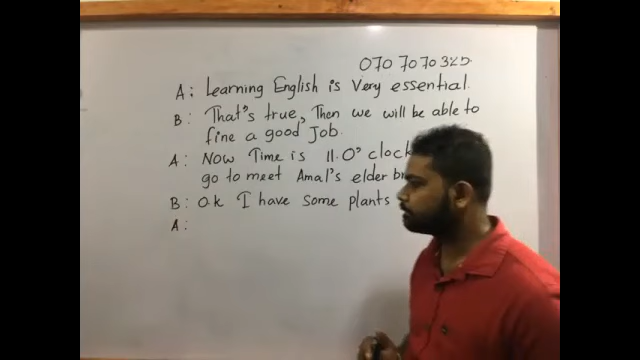 070 7070 325
A: Learning English is Very essential.
B: That's true, Then we will be able to
fine a good Job.
A: Now Time is 11.0' clock
go to meet Amal's elder
B: O.K I have some plants
A: